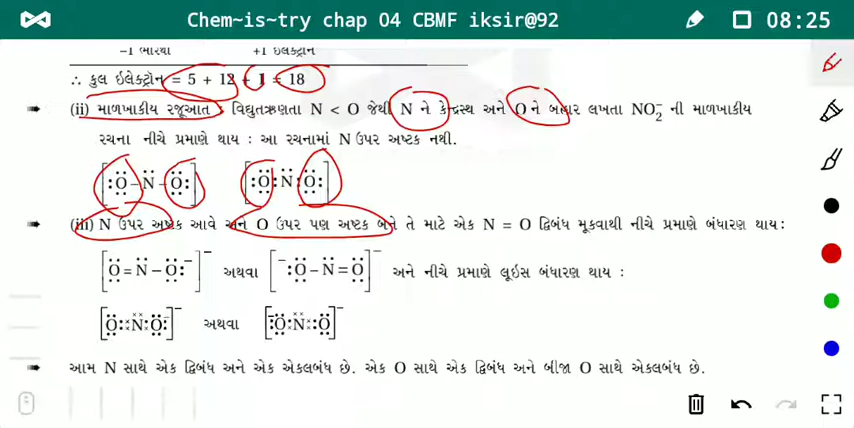 Chem~is~try chap 04 CBMF iksir@92 08:25
−1 ભારથી +1 ઇલેક્ટ્રૉન
∴ કુલ ઇલેક્ટ્રૉન = 5 + 12 + 1 = 18
(ii) માળખાકીય રજૂઆત : વિદ્યુતઋણતા N < O જેથી N ને કેન્દ્રસ્થ અને O ને બહાર લખતા NO₂⁻ ની માળખાકીય
રચના નીચે પ્રમાણે થાય : આ રચનામાં N ઉપર અષ્ટક નથી.
[:Ö̤ – N̈ – Ö̤:] [:Ö̤:N̈:Ö̤:]
(iii) N ઉપર અષ્ટક આવે અને O ઉપર પણ અષ્ટક બને તે માટે એક N = O દ્વિબંધ મૂકવાથી નીચે પ્રમાણે બંધારણ થાય:
[Ö̤ = N̈ – Ö̤:⁻]⁻ અથવા [⁻:Ö̤ – N̈ = Ö̤]⁻ અને નીચે પ્રમાણે લૂઇસ બંધારણ થાય :
[Ö̤::N:Ö̤:]⁻ અથવા [:Ö̤:N::Ö̤]⁻
આમ N સાથે એક દ્વિબંધ અને એક એકલબંધ છે. એક O સાથે એક દ્વિબંધ અને બીજા O સાથે એકલબંધ છે.